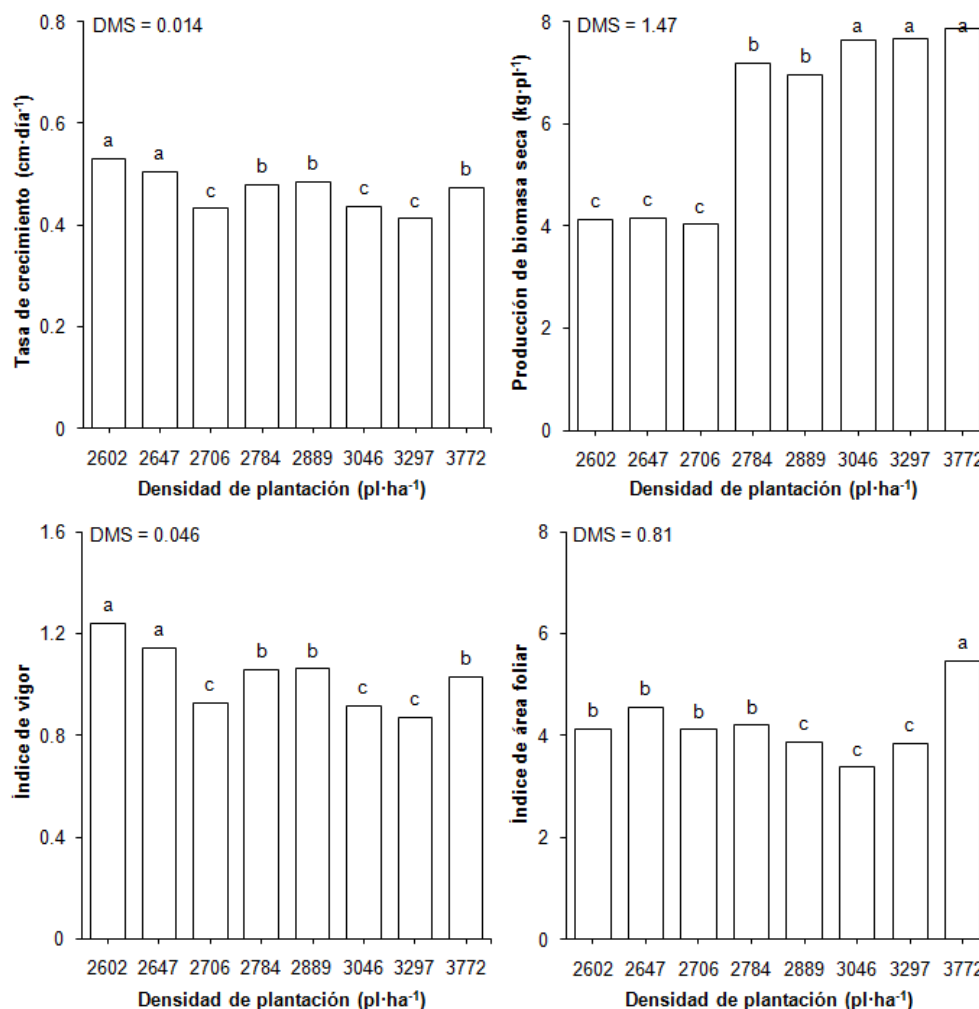 DMS = 0.014
Tasa de crecimiento (cm·día⁻¹)
0.8
0.6
0.4
0.2
0
a
a
c
b
b
c
c
b
2602 2647 2706 2784 2889 3046 3297 3772
Densidad de plantación (pl·ha⁻¹)
DMS = 1.47
Producción de biomasa seca (kg·pl⁻¹)
8
6
4
2
0
c
c
c
b
b
a
a
a
2602 2647 2706 2784 2889 3046 3297 3772
Densidad de plantación (pl·ha⁻¹)
DMS = 0.046
Índice de vigor
1.6
1.2
0.8
0.4
0
a
a
c
b
b
c
c
b
2602 2647 2706 2784 2889 3046 3297 3772
Densidad de plantación (pl·ha⁻¹)
DMS = 0.81
Índice de área foliar
8
6
4
2
0
b
b
b
b
c
c
c
a
2602 2647 2706 2784 2889 3046 3297 3772
Densidad de plantación (pl·ha⁻¹)